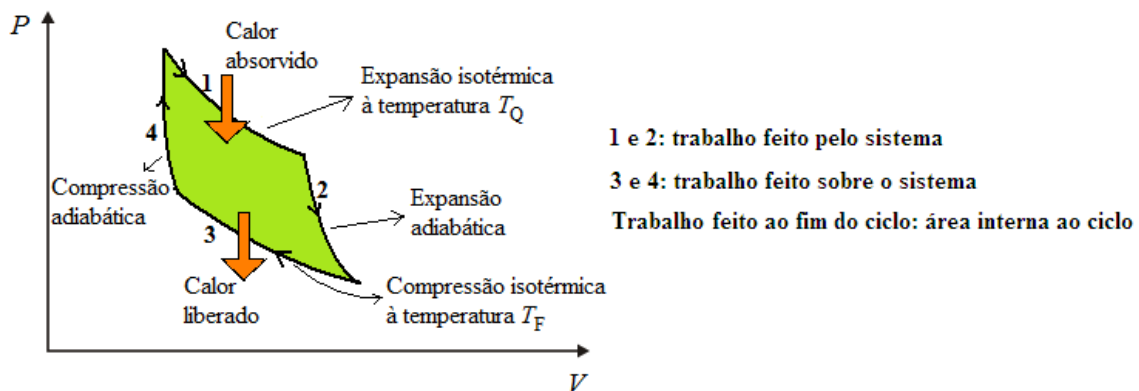 P
Calor
absorvido
1
Expansão isotérmica
à temperatura TQ
4
Compressão
adiabática
2
Expansão
adiabática
3
Calor
liberado
Compressão isotérmica
à temperatura TF
V
1 e 2: trabalho feito pelo sistema
3 e 4: trabalho feito sobre o sistema
Trabalho feito ao fim do ciclo: área interna ao ciclo